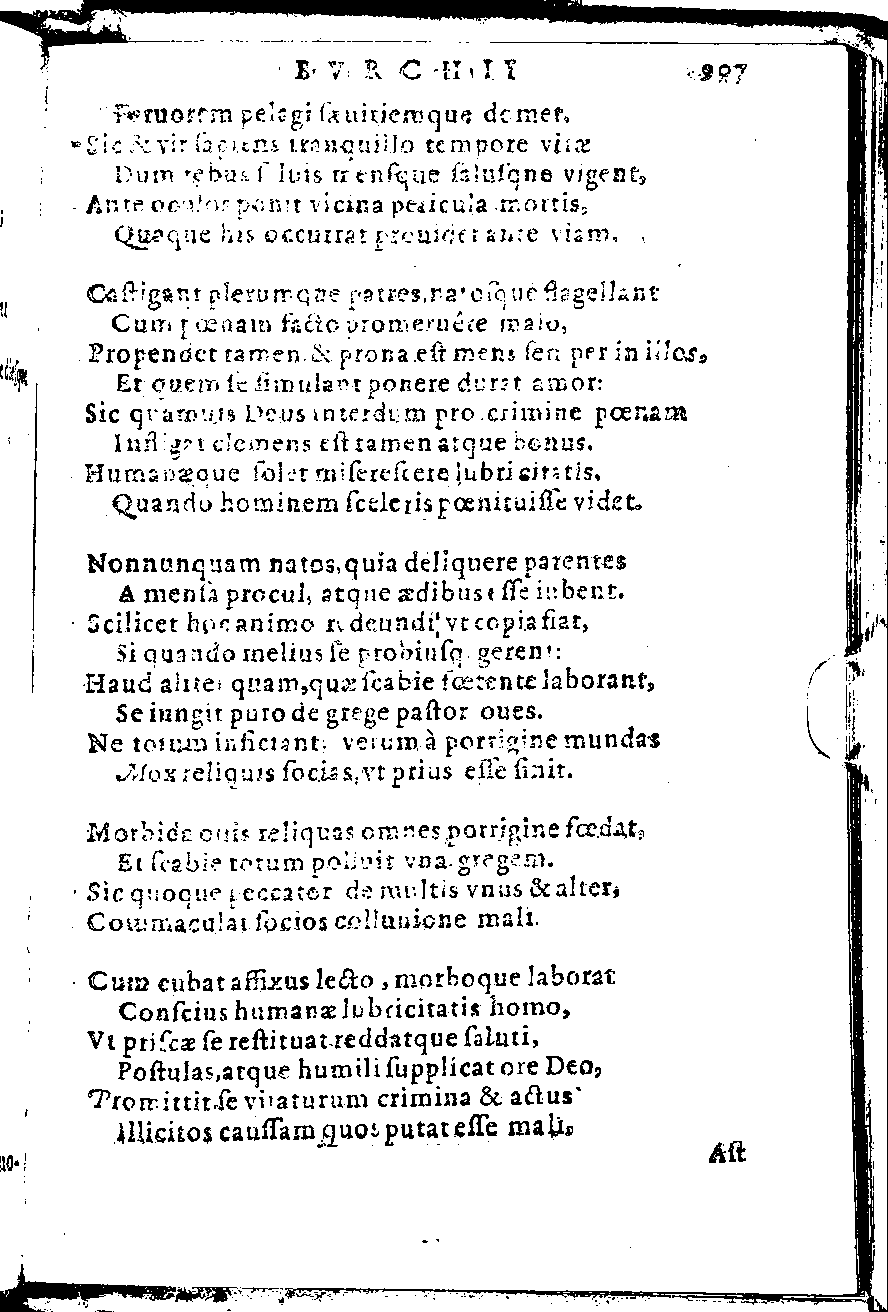 BVRCHII 997
Feruorem pelagi sæuitiemque demet.
Sic & vir sapiens tranquillo tempore vitæ
Dum rebus luis mensque salusqne vigent,
Ante oculos ponit vicina pericula mortis,
Quæque his occurrat prouidet ante viam.
Castigant plerumque patres, natosque flagellant
Cum pœnam facto promeruêre malo,
Propendet tamen & prona est mens semper in illos,
Et quem se simulant ponere durat amor:
Sic quamuis Deus interdum pro crimine pœnam
Infligat clemens est tamen atque bonus.
Humanæque solet miserescere lubricitatis,
Quando hominem sceleris pœnituisse videt.
Nonnunquam natos, quia deliquere parentes
A mensa procul, atque ædibus esse iubent.
Scilicet hoc animo redeundi vt copia fiat,
Si quando melius se probiusq. gerent:
Haud aliter quam, quæ scabie fœtente laborant,
Se iungit puro de grege pastor oues.
Ne totum inficiant, verum à porrigine mundas
Mox reliquis socias, vt prius esse sinit.
Morbida ouis reliquas omnes porrigine fœdat,
Et scabie totum polluit vna gregem.
Sic quoque peccator de multis vnus & alter,
Commaculat socios colluuione mali.
Cum cubat affixus lecto, morboque laborat
Conscius humanæ lubricitatis homo,
Vt priscæ se restituat reddatque saluti,
Postulas, atque humili supplicat ore Deo,
Promittit se vitaturum crimina & actus
Illicitos caussam quos putat esse mali.
Ast